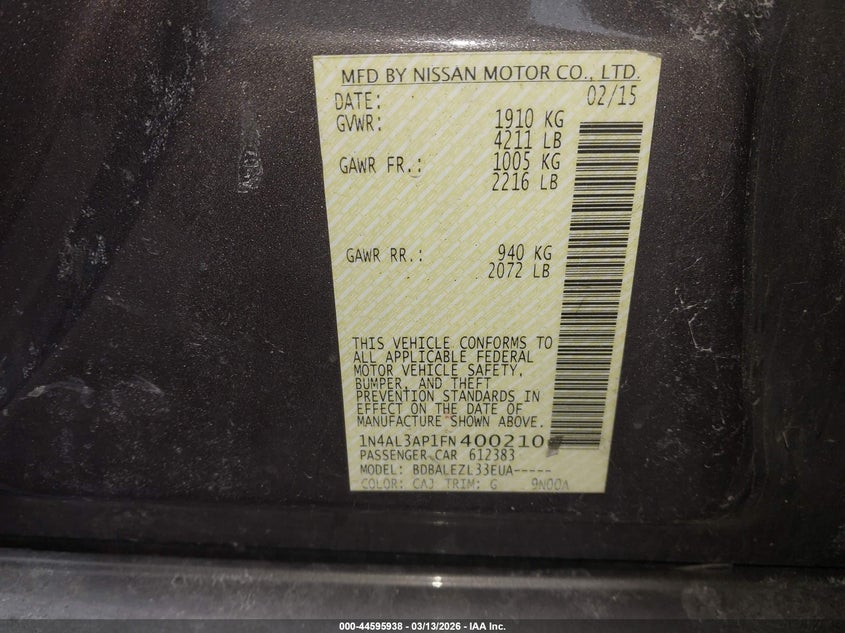 MFD BY NISSAN MOTOR CO., LTD.
DATE: 02/15
GVWR: 1910 KG
4211 LB
GAWR FR.: 1005 KG
2216 LB
GAWR RR.: 940 KG
2072 LB
THIS VEHICLE CONFORMS TO
ALL APPLICABLE FEDERAL
MOTOR VEHICLE SAFETY,
BUMPER, AND THEFT
PREVENTION STANDARDS IN
EFFECT ON THE DATE OF
MANUFACTURE SHOWN ABOVE.
1N4AL3AP1FN400210
PASSENGER CAR 612383
MODEL: BDBALEZL33EUA-----
COLOR: CAJ TRIM: G 9N00A
000-44595938 - 03/13/2026 - IAA Inc.